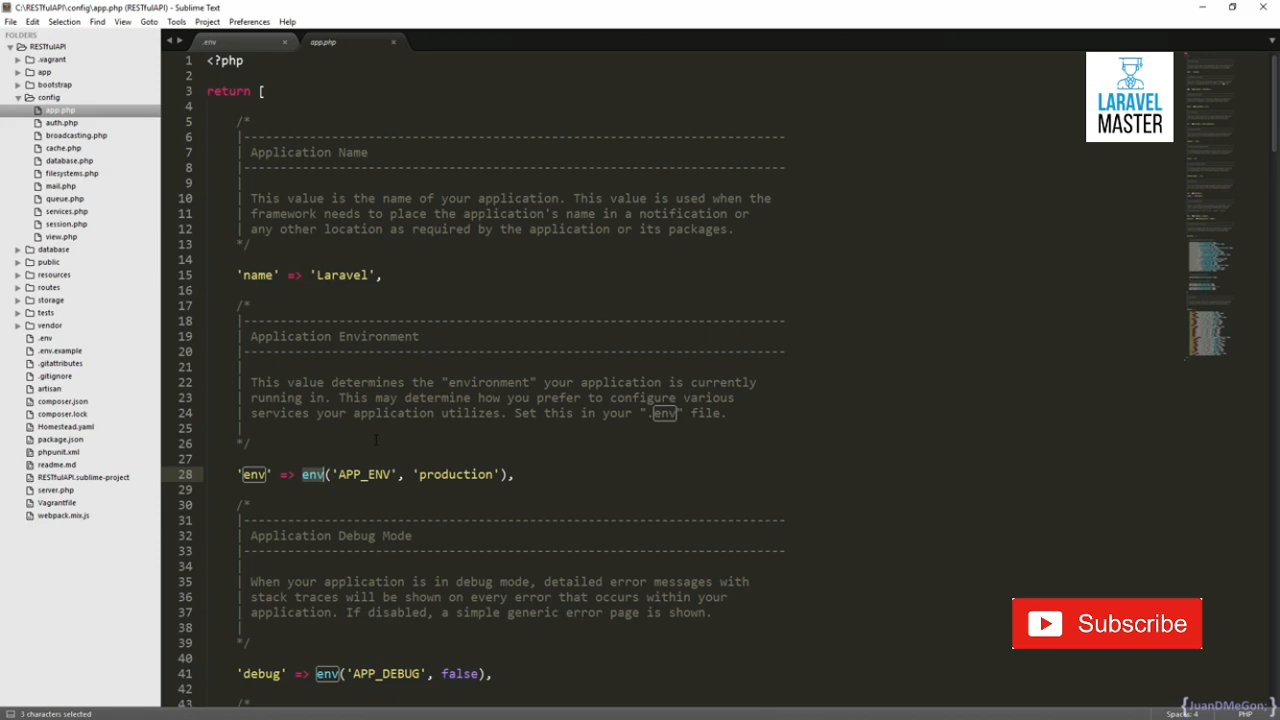 C:\RESTfulAPI\config\app.php (RESTfulAPI) - Sublime Text
File Edit Selection Find View Goto Tools Project Preferences Help
FOLDERS
RESTfulAPI
.vagrant
app
bootstrap
config
app.php
auth.php
broadcasting.php
cache.php
database.php
filesystems.php
mail.php
queue.php
services.php
session.php
view.php
database
public
resources
routes
storage
tests
vendor
.env
.env.example
.gitattributes
.gitignore
artisan
composer.json
composer.lock
Homestead.yaml
package.json
phpunit.xml
readme.md
RESTfulAPI.sublime-project
server.php
Vagrantfile
webpack.mix.js
.env app.php
1 <?php
2
3 return [
4
5 /*
6 |--------------------------------------------------------------------------
7 | Application Name
8 |--------------------------------------------------------------------------
9 |
10 | This value is the name of your application. This value is used when the
11 | framework needs to place the application's name in a notification or
12 | any other location as required by the application or its packages.
13 */
14
15 'name' => 'Laravel',
16
17 /*
18 |--------------------------------------------------------------------------
19 | Application Environment
20 |--------------------------------------------------------------------------
21 |
22 | This value determines the "environment" your application is currently
23 | running in. This may determine how you prefer to configure various
24 | services your application utilizes. Set this in your ".env" file.
25 |
26 */
27
28 'env' => env('APP_ENV', 'production'),
29
30 /*
31 |--------------------------------------------------------------------------
32 | Application Debug Mode
33 |--------------------------------------------------------------------------
34 |
35 | When your application is in debug mode, detailed error messages with
36 | stack traces will be shown on every error that occurs within your
37 | application. If disabled, a simple generic error page is shown.
38 |
39 */
40
41 'debug' => env('APP_DEBUG', false),
42
43 /*
LARAVEL
MASTER
Subscribe
{JuanDMeGon;}
3 characters selected
Spaces: 4 PHP